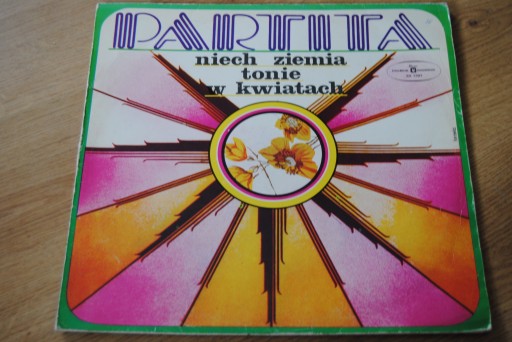 PARTITA
niech ziemia
tonie
w kwiatach